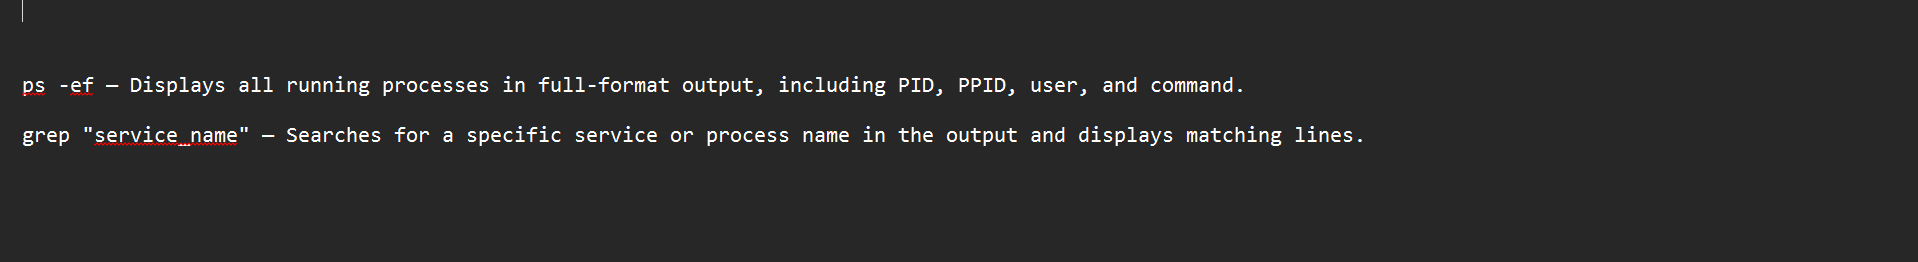 ps -ef – Displays all running processes in full-format output, including PID, PPID, user, and command.
grep "service_name" – Searches for a specific service or process name in the output and displays matching lines.